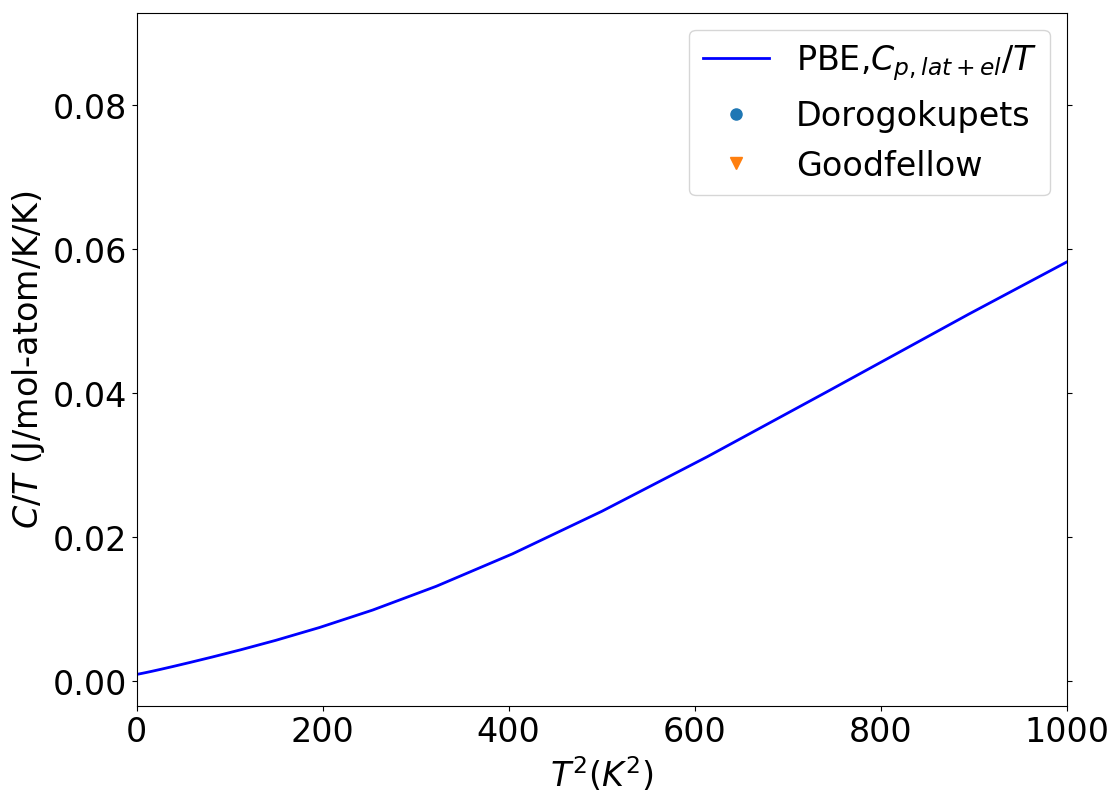 PBE,$C_{p,lat+el}/T$
Dorogokupets
Goodfellow
0.08
0.06
0.04
0.02
0.00
C/T (J/mol-atom/K/K)
0 200 400 600 800 1000
$T^2(K^2)$